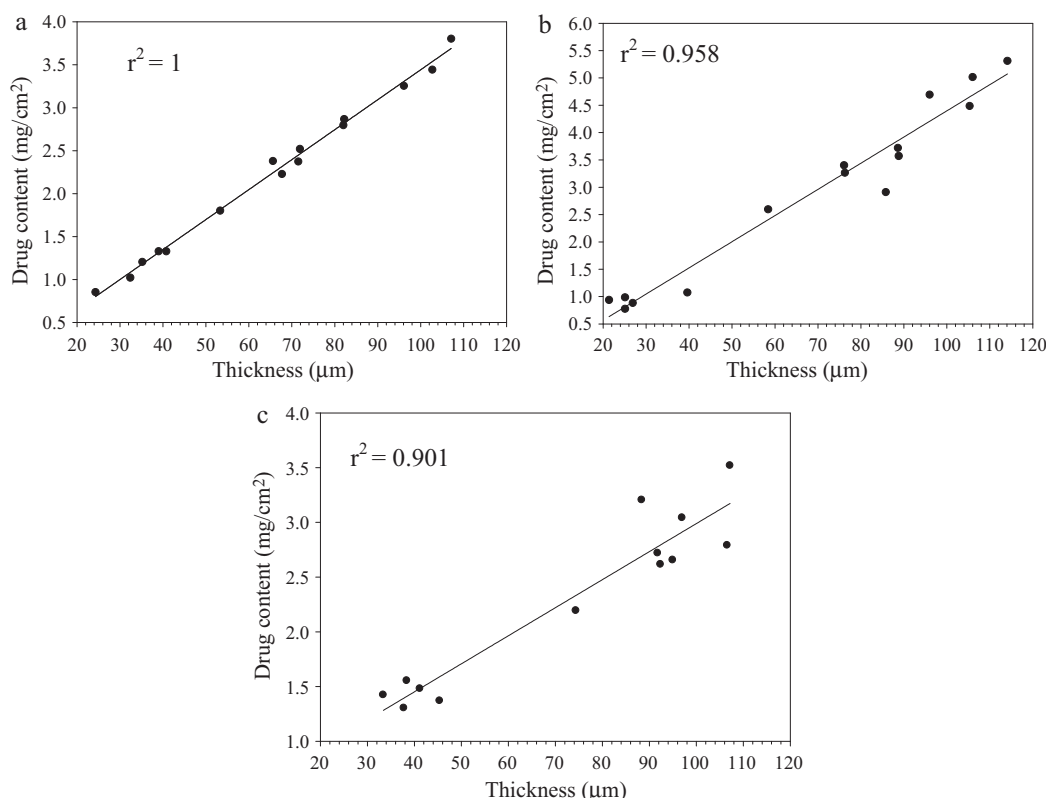 a
r² = 1
Drug content (mg/cm²)
4.0
3.5
3.0
2.5
2.0
1.5
1.0
0.5
20 30 40 50 60 70 80 90 100 110 120
Thickness (μm)
b
r² = 0.958
Drug content (mg/cm²)
6.0
5.5
5.0
4.5
4.0
3.5
3.0
2.5
2.0
1.5
1.0
0.5
20 30 40 50 60 70 80 90 100 110 120
Thickness (μm)
c
r² = 0.901
Drug content (mg/cm²)
4.0
3.5
3.0
2.5
2.0
1.5
1.0
20 30 40 50 60 70 80 90 100 110 120
Thickness (μm)